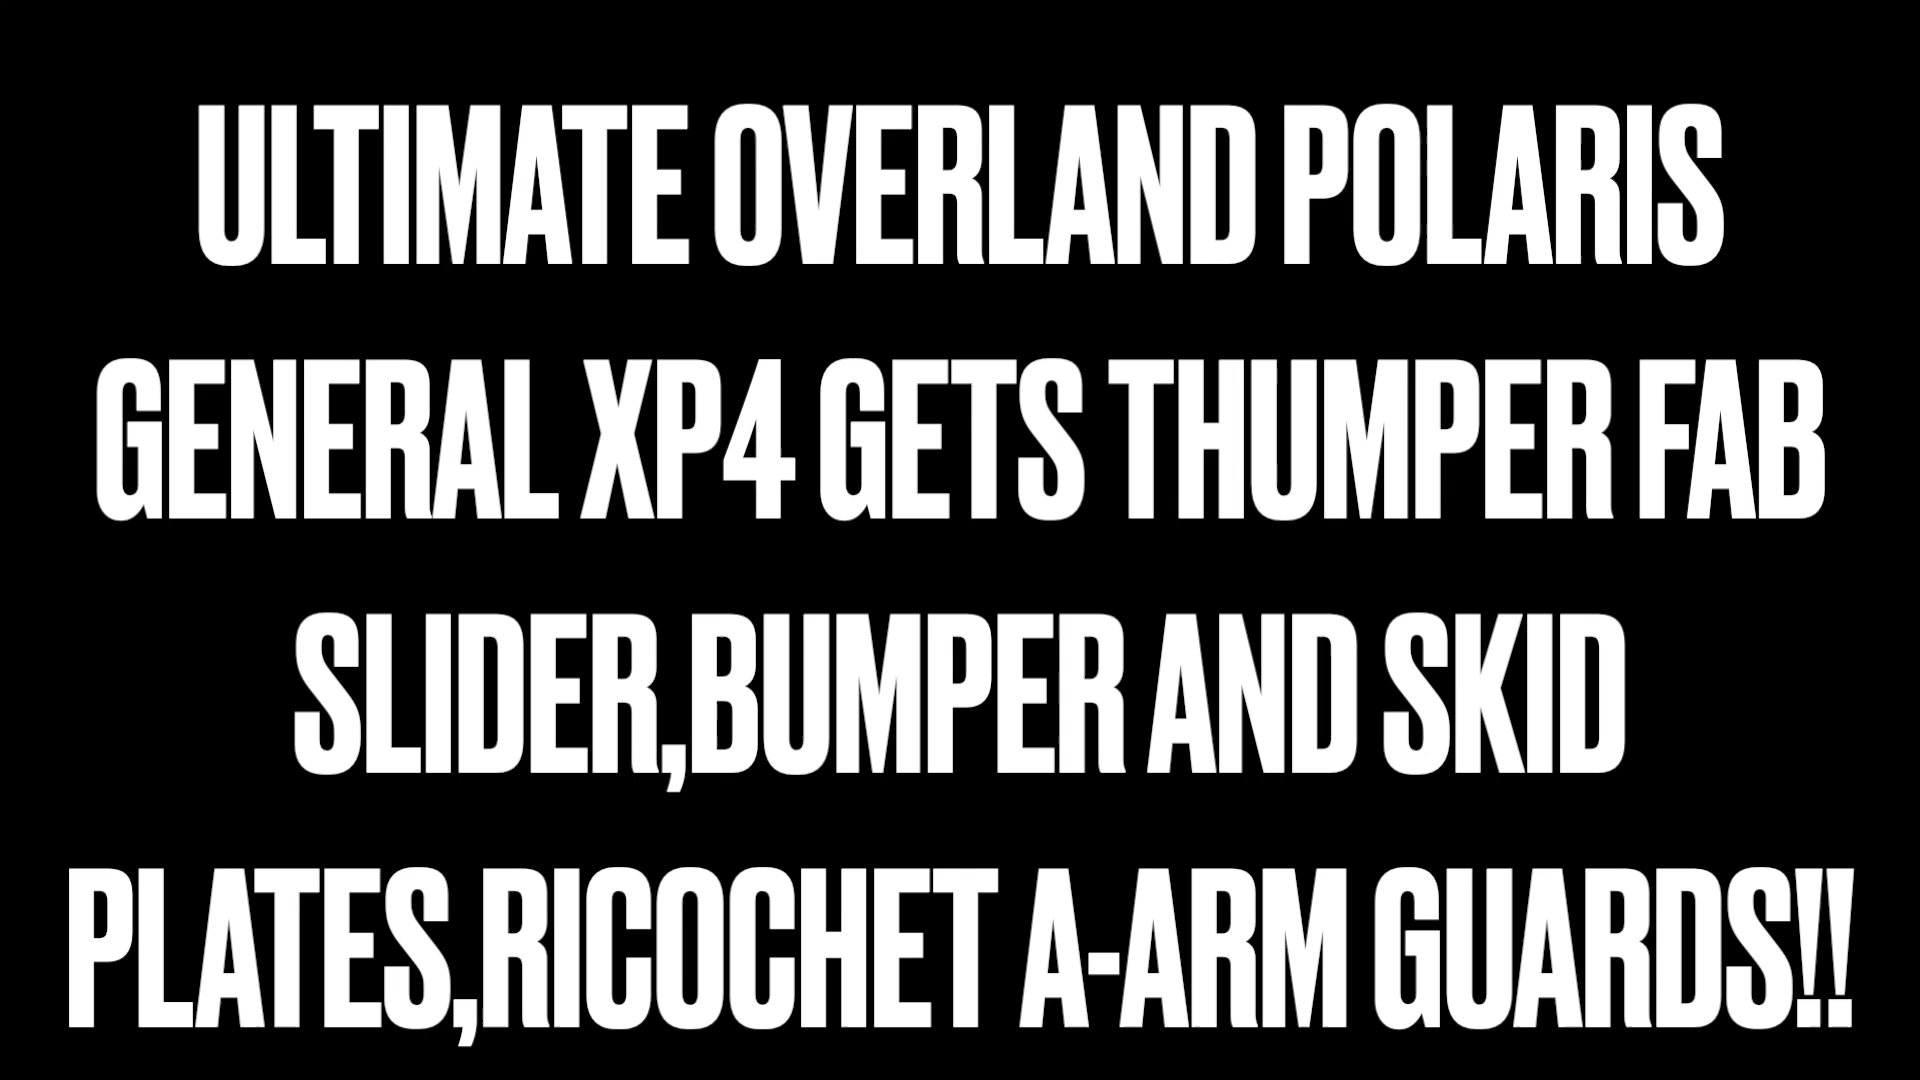 ULTIMATE OVERLAND POLARIS
GENERAL XP4 GETS THUMPER FAB
SLIDER,BUMPER AND SKID
PLATES,RICOCHET A-ARM GUARDS!!